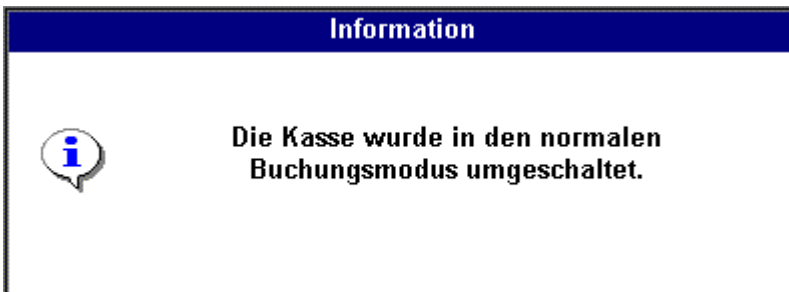 Information
Die Kasse wurde in den normalen
Buchungsmodus umgeschaltet.